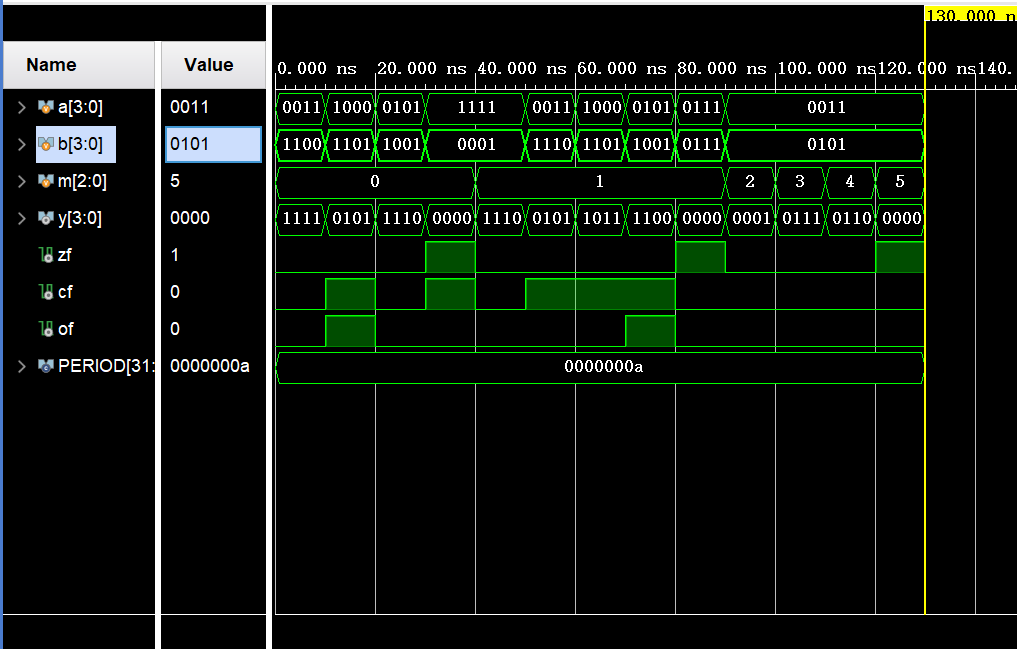 130.000 n
Name Value
0.000 ns 20.000 ns 40.000 ns 60.000 ns 80.000 ns 100.000 ns 120.000 ns 140.
a[3:0] 0011 0011 1000 0101 1111 0011 1000 0101 0111 0011
b[3:0] 0101 1100 1101 1001 0001 1110 1101 1001 0111 0101
m[2:0] 5 0 1 2 3 4 5
y[3:0] 0000 1111 0101 1110 0000 1110 0101 1011 1100 0000 0001 0111 0110 0000
zf 1
cf 0
of 0
PERIOD[31: 0000000a 0000000a